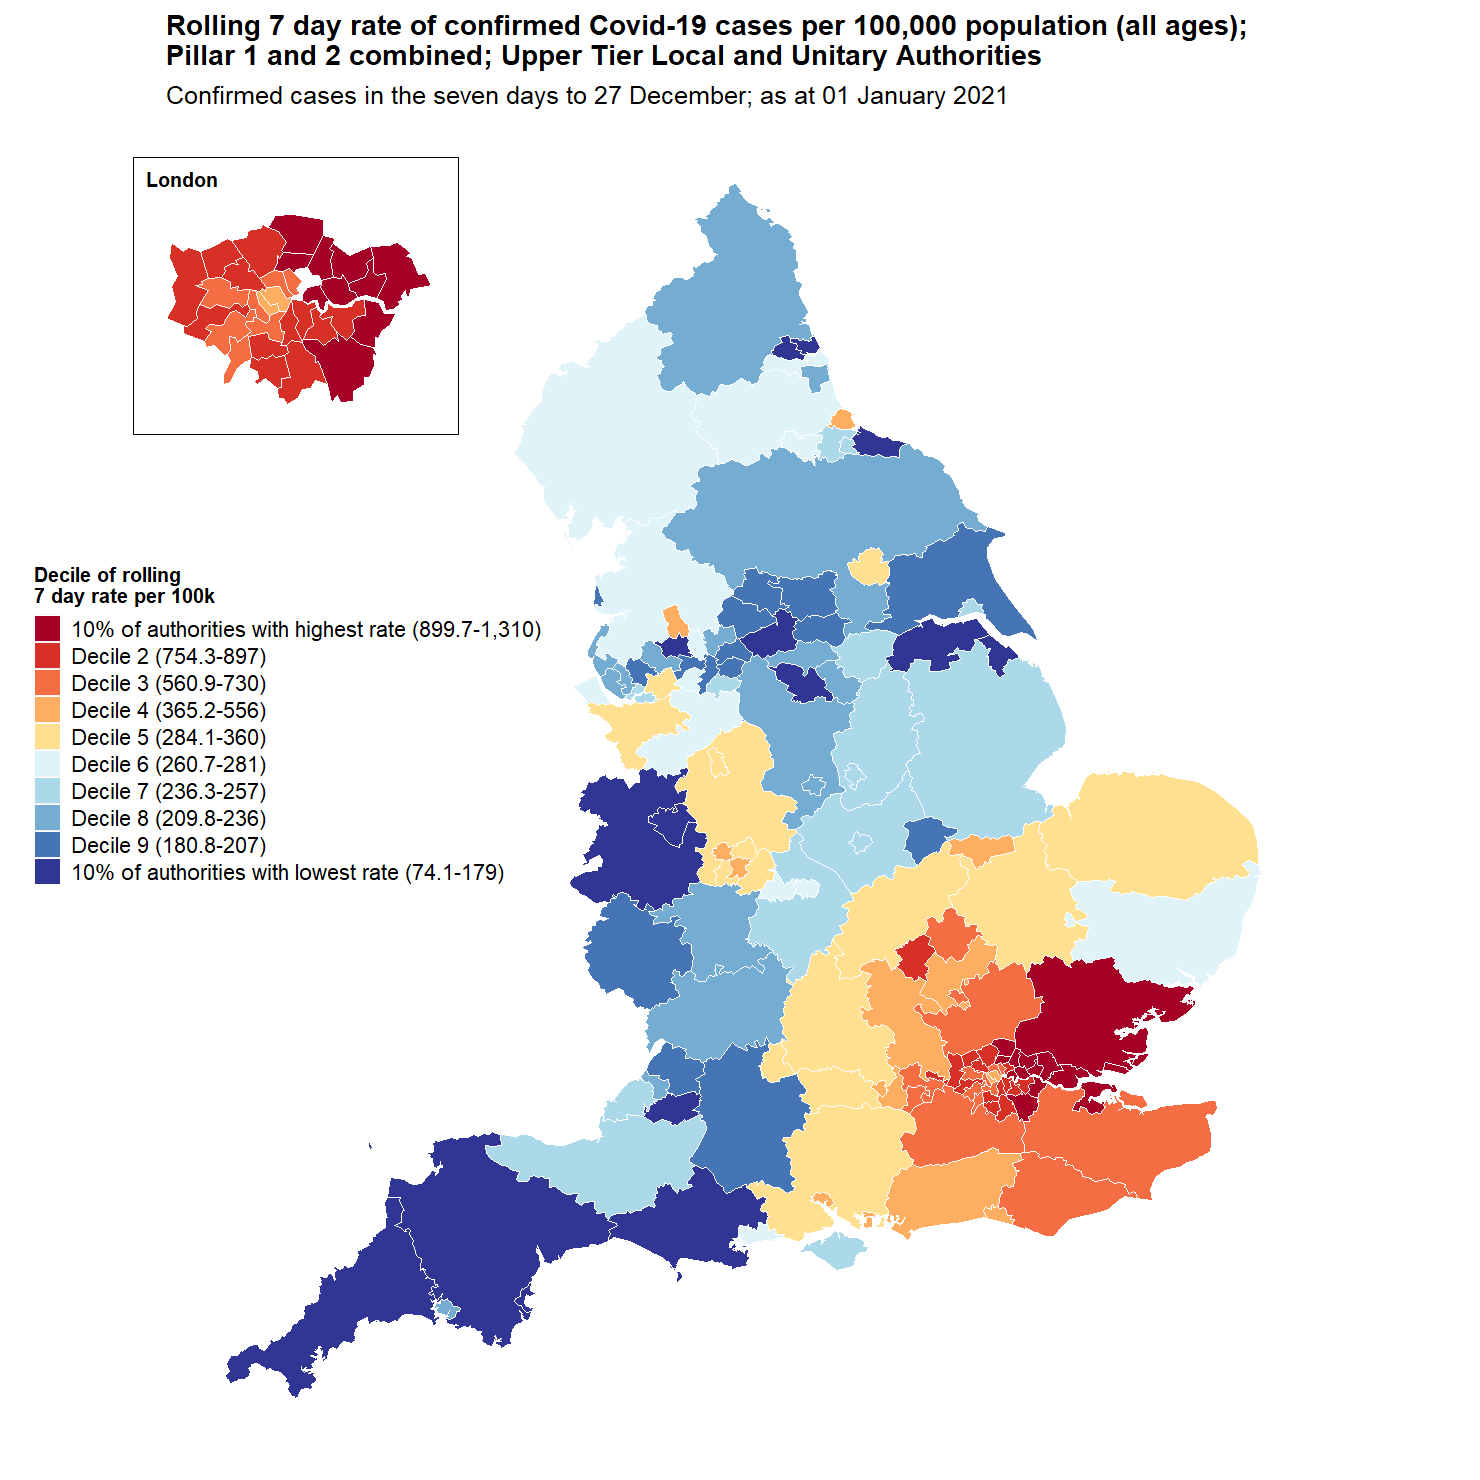 Rolling 7 day rate of confirmed Covid-19 cases per 100,000 population (all ages);
Pillar 1 and 2 combined; Upper Tier Local and Unitary Authorities
Confirmed cases in the seven days to 27 December; as at 01 January 2021
London
Decile of rolling
7 day rate per 100k
10% of authorities with highest rate (899.7-1,310)
Decile 2 (754.3-897)
Decile 3 (560.9-730)
Decile 4 (365.2-556)
Decile 5 (284.1-360)
Decile 6 (260.7-281)
Decile 7 (236.3-257)
Decile 8 (209.8-236)
Decile 9 (180.8-207)
10% of authorities with lowest rate (74.1-179)